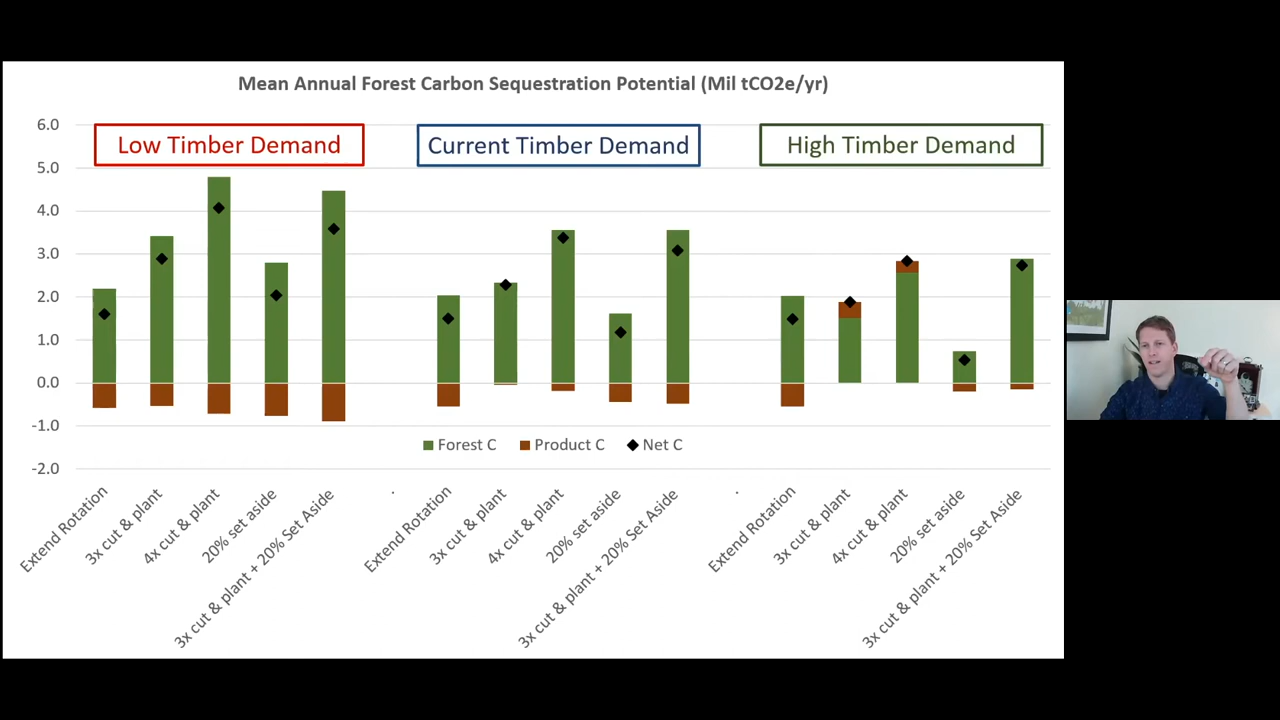 Mean Annual Forest Carbon Sequestration Potential (Mil tCO2e/yr)
6.0
5.0
4.0
3.0
2.0
1.0
0.0
-1.0
-2.0
Low Timber Demand
Current Timber Demand
High Timber Demand
Forest C
Product C
Net C
Extend Rotation
3x cut & plant
4x cut & plant
20% set aside
3x cut & plant + 20% Set Aside
.
Extend Rotation
3x cut & plant
4x cut & plant
20% set aside
3x cut & plant + 20% Set Aside
.
Extend Rotation
3x cut & plant
4x cut & plant
20% set aside
3x cut & plant + 20% Set Aside